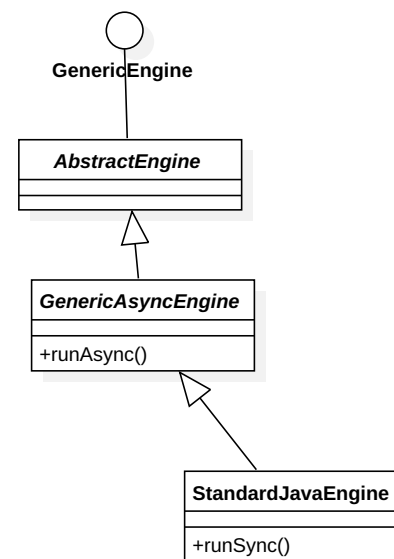 GenericEngine
AbstractEngine
GenericAsyncEngine
+runAsync()
StandardJavaEngine
+runSync()